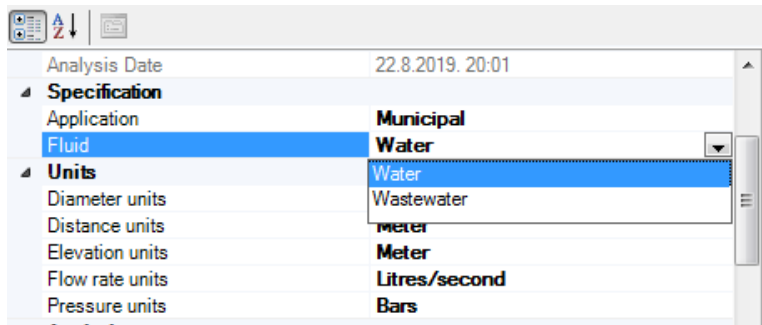 Analysis Date 22.8.2019. 20:01
Specification
Application Municipal
Fluid Water
Units Water
Diameter units Wastewater
Distance units Meter
Elevation units Meter
Flow rate units Litres/second
Pressure units Bars